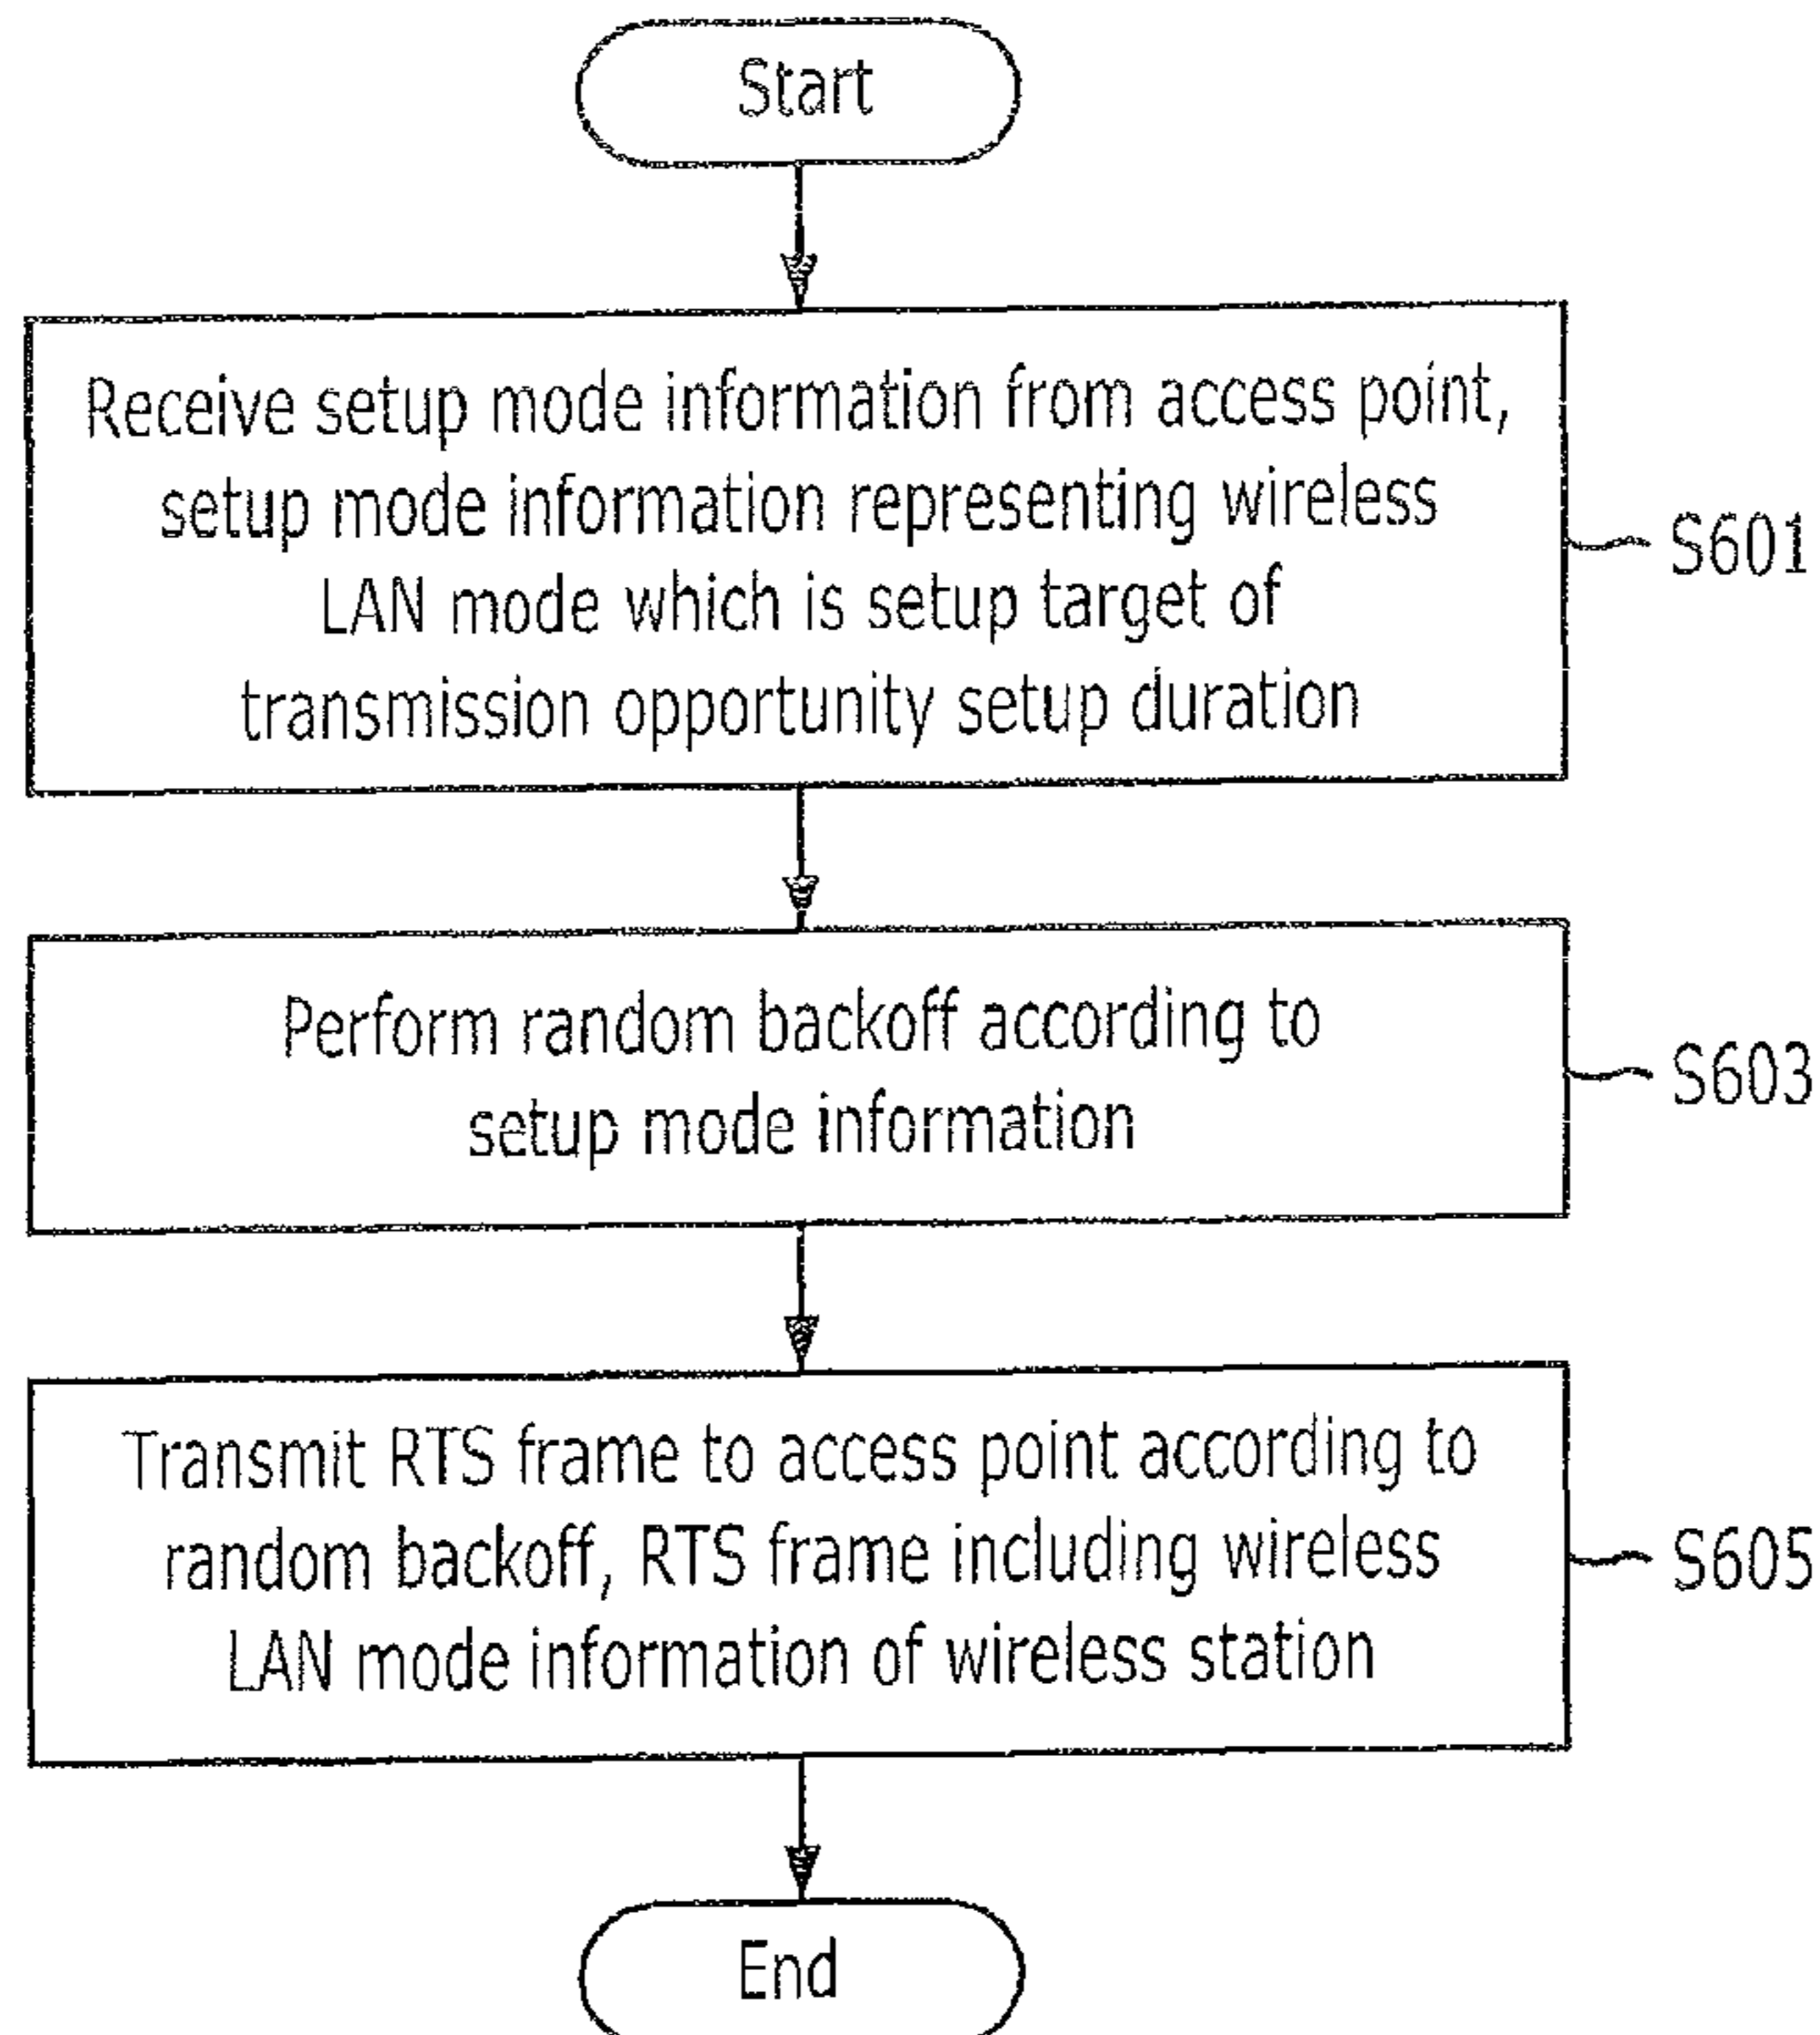 Start
Receive setup mode information from access point,
setup mode information representing wireless
LAN mode which is setup target of
transmission opportunity setup duration
S601
Perform random backoff according to
setup mode information
S603
Transmit RTS frame to access point according to
random backoff, RTS frame including wireless
LAN mode information of wireless station
S605
End